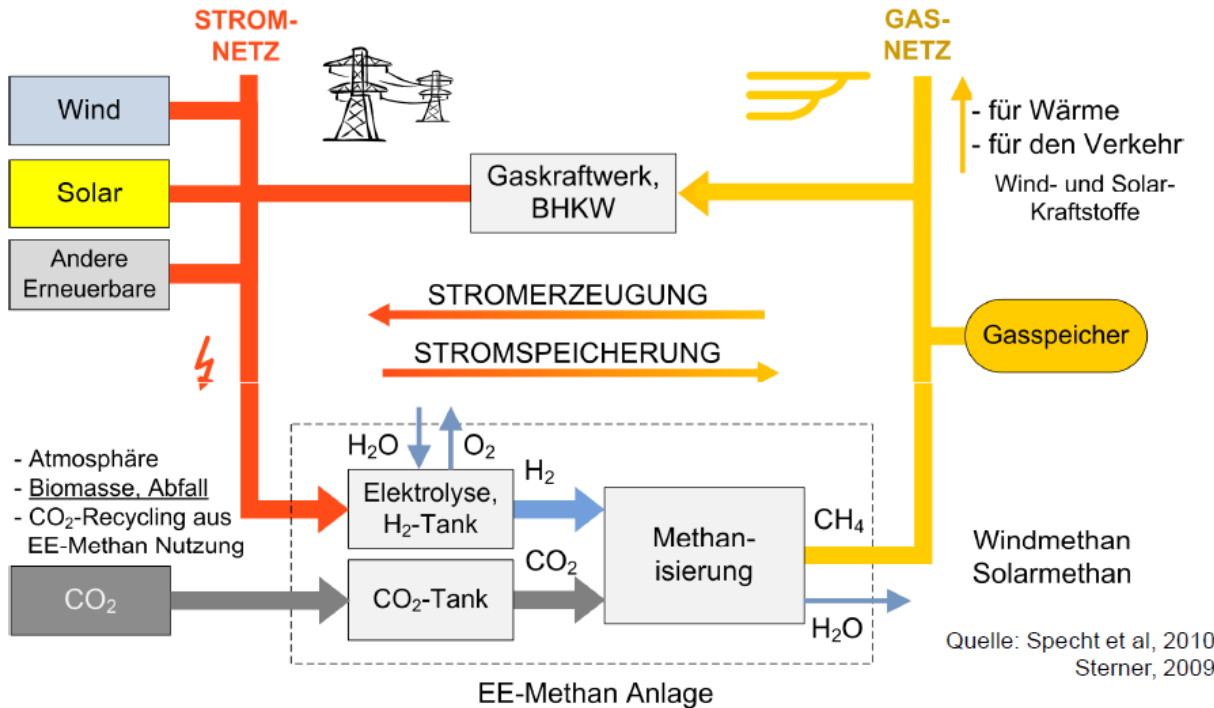 STROM-
NETZ
GAS-
NETZ
Wind
Solar
Andere
Erneuerbare
Gaskraftwerk,
BHKW
- für Wärme
- für den Verkehr
Wind- und Solar-
Kraftstoffe
STROMERZEUGUNG
STROMSPEICHERUNG
Gasspeicher
- Atmosphäre
- Biomasse, Abfall
- CO₂-Recycling aus
EE-Methan Nutzung
CO₂
H₂O
O₂
Elektrolyse,
H₂-Tank
H₂
CO₂-Tank
CO₂
Methan-
isierung
CH₄
H₂O
Windmethan
Solarmethan
EE-Methan Anlage
Quelle: Specht et al, 2010
Sterner, 2009